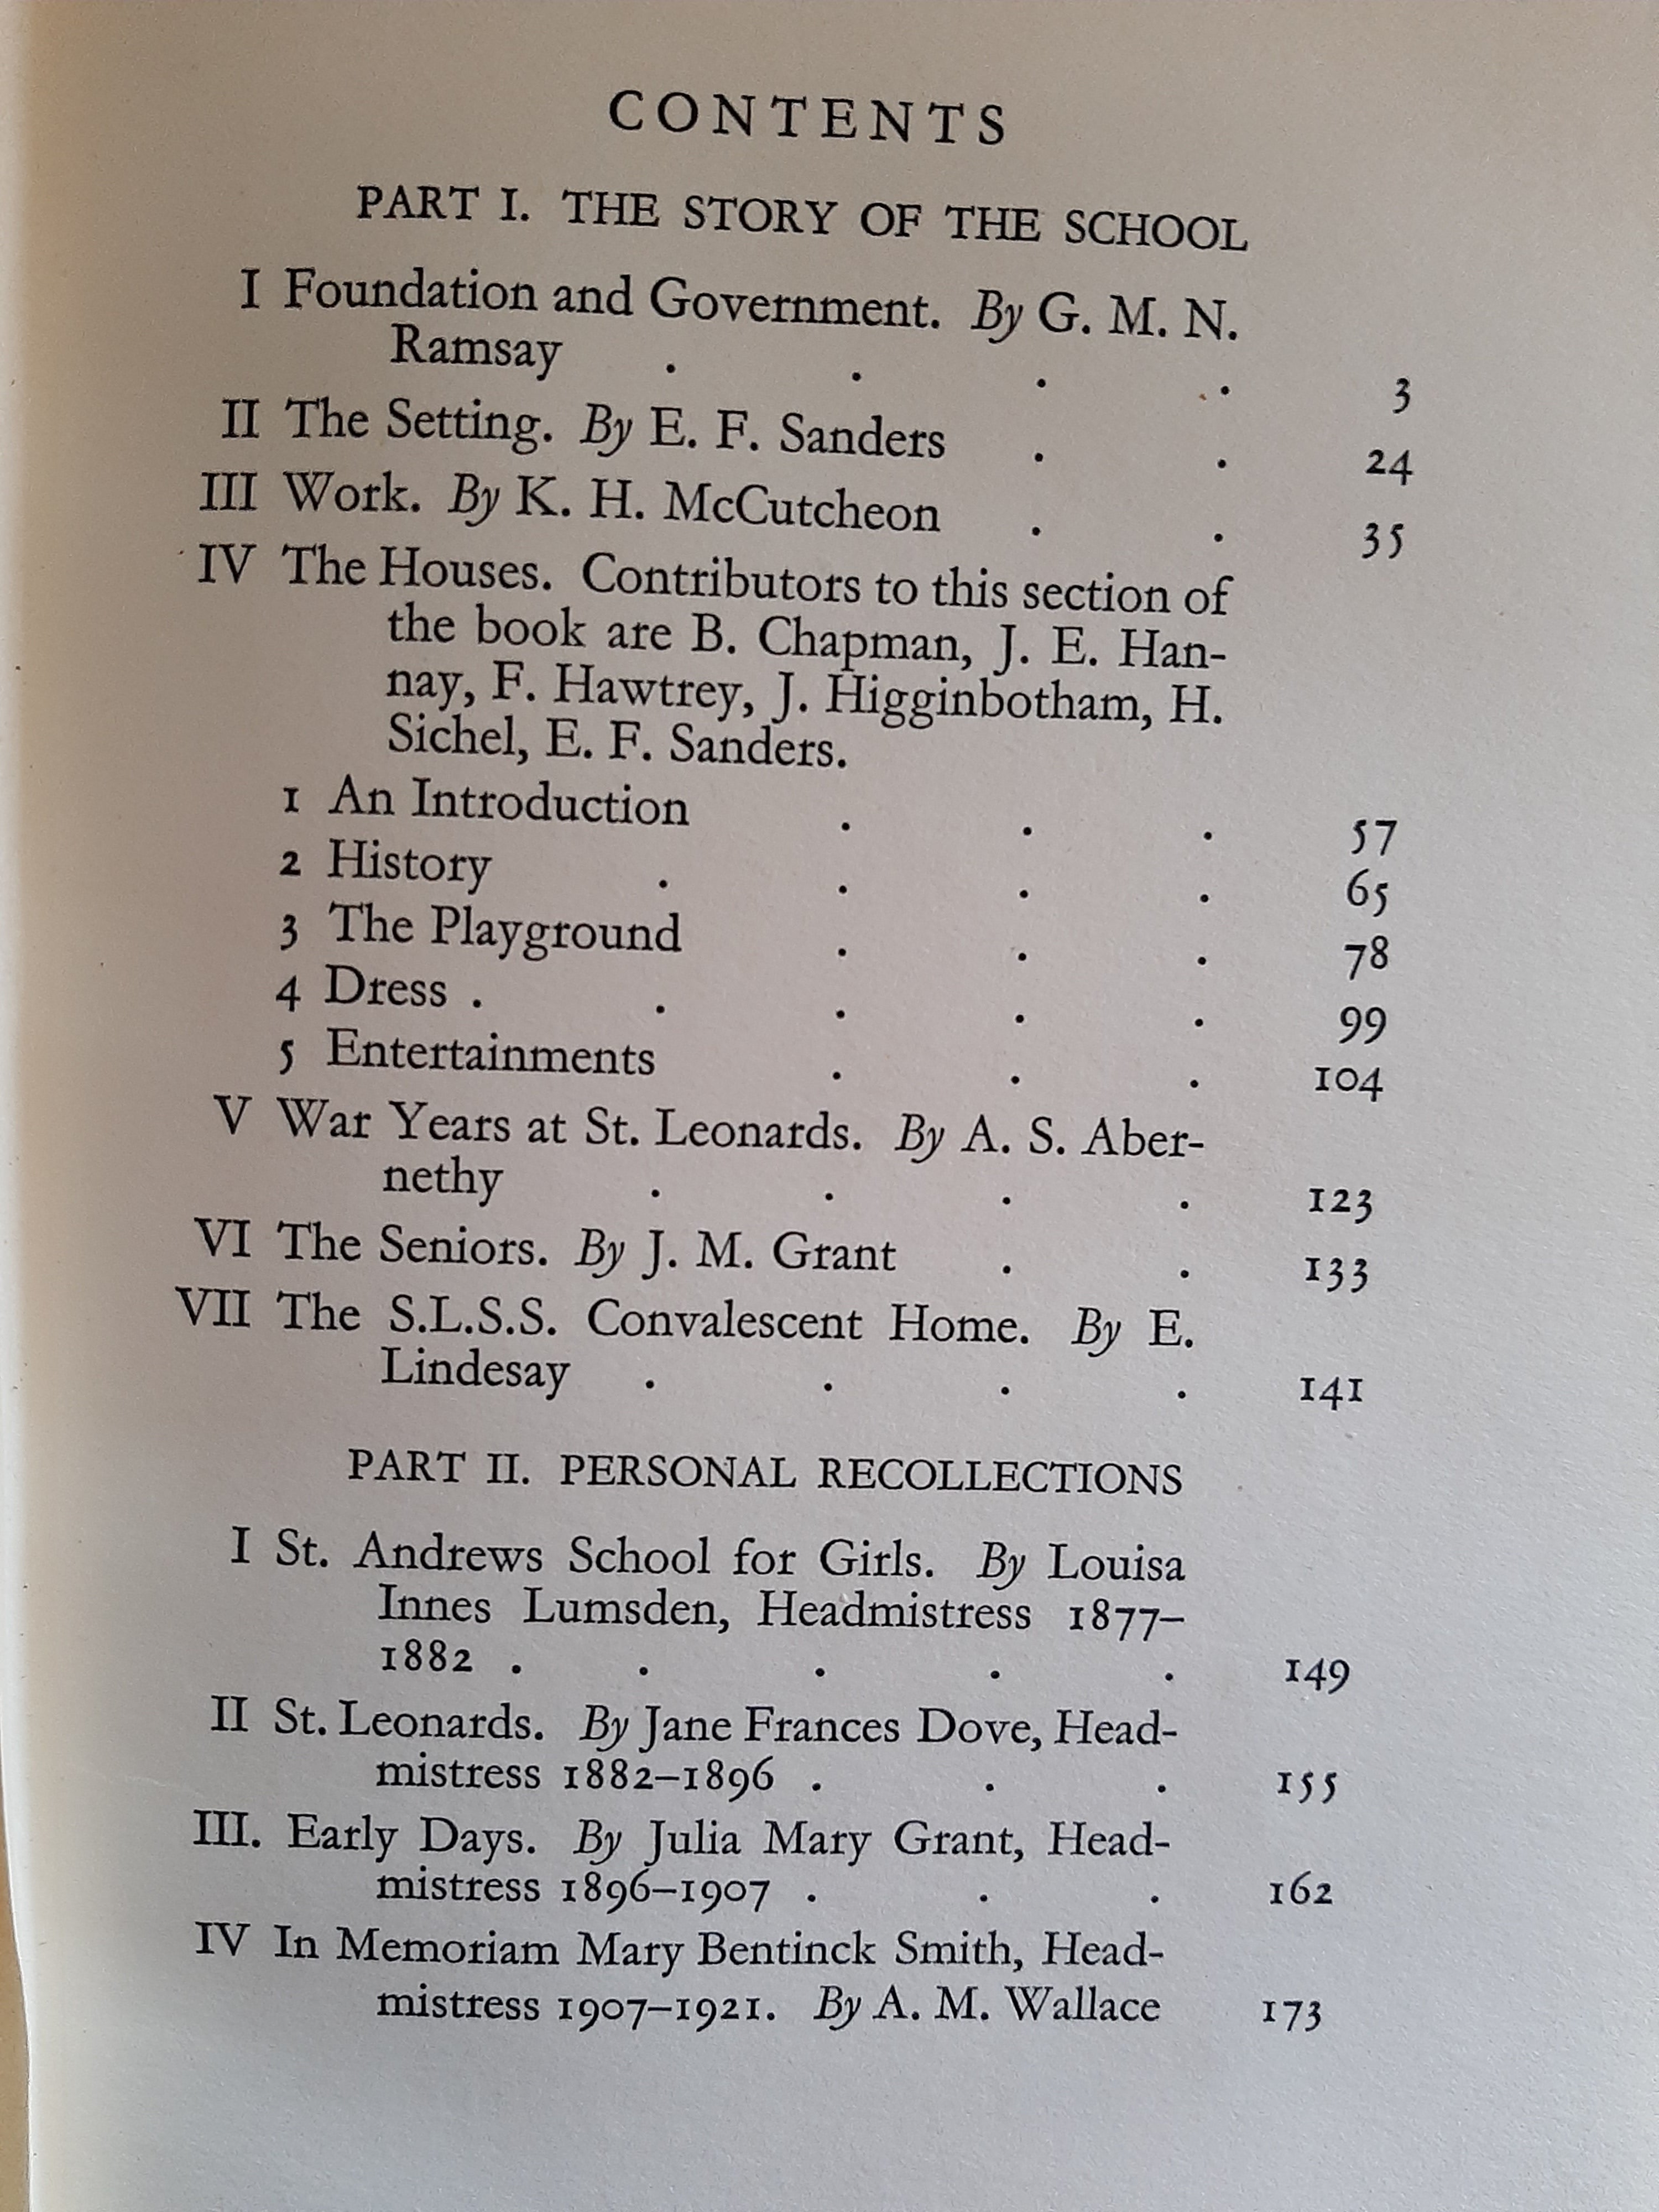 CONTENTS
PART I. THE STORY OF THE SCHOOL
I Foundation and Government. By G. M. N.
Ramsay . . . . 3
II The Setting. By E. F. Sanders . . 24
III Work. By K. H. McCutcheon . . 35
IV The Houses. Contributors to this section of
the book are B. Chapman, J. E. Han-
nay, F. Hawtrey, J. Higginbotham, H.
Sichel, E. F. Sanders.
1 An Introduction . . . 57
2 History . . . . 65
3 The Playground . . . 78
4 Dress . . . . . 99
5 Entertainments . . . 104
V War Years at St. Leonards. By A. S. Aber-
nethy . . . . 123
VI The Seniors. By J. M. Grant . . 133
VII The S.L.S.S. Convalescent Home. By E.
Lindesay . . . . 141
PART II. PERSONAL RECOLLECTIONS
I St. Andrews School for Girls. By Louisa
Innes Lumsden, Headmistress 1877–
1882 . . . . . 149
II St. Leonards. By Jane Frances Dove, Head-
mistress 1882–1896 . . . 155
III. Early Days. By Julia Mary Grant, Head-
mistress 1896–1907 . . . 162
IV In Memoriam Mary Bentinck Smith, Head-
mistress 1907–1921. By A. M. Wallace 173